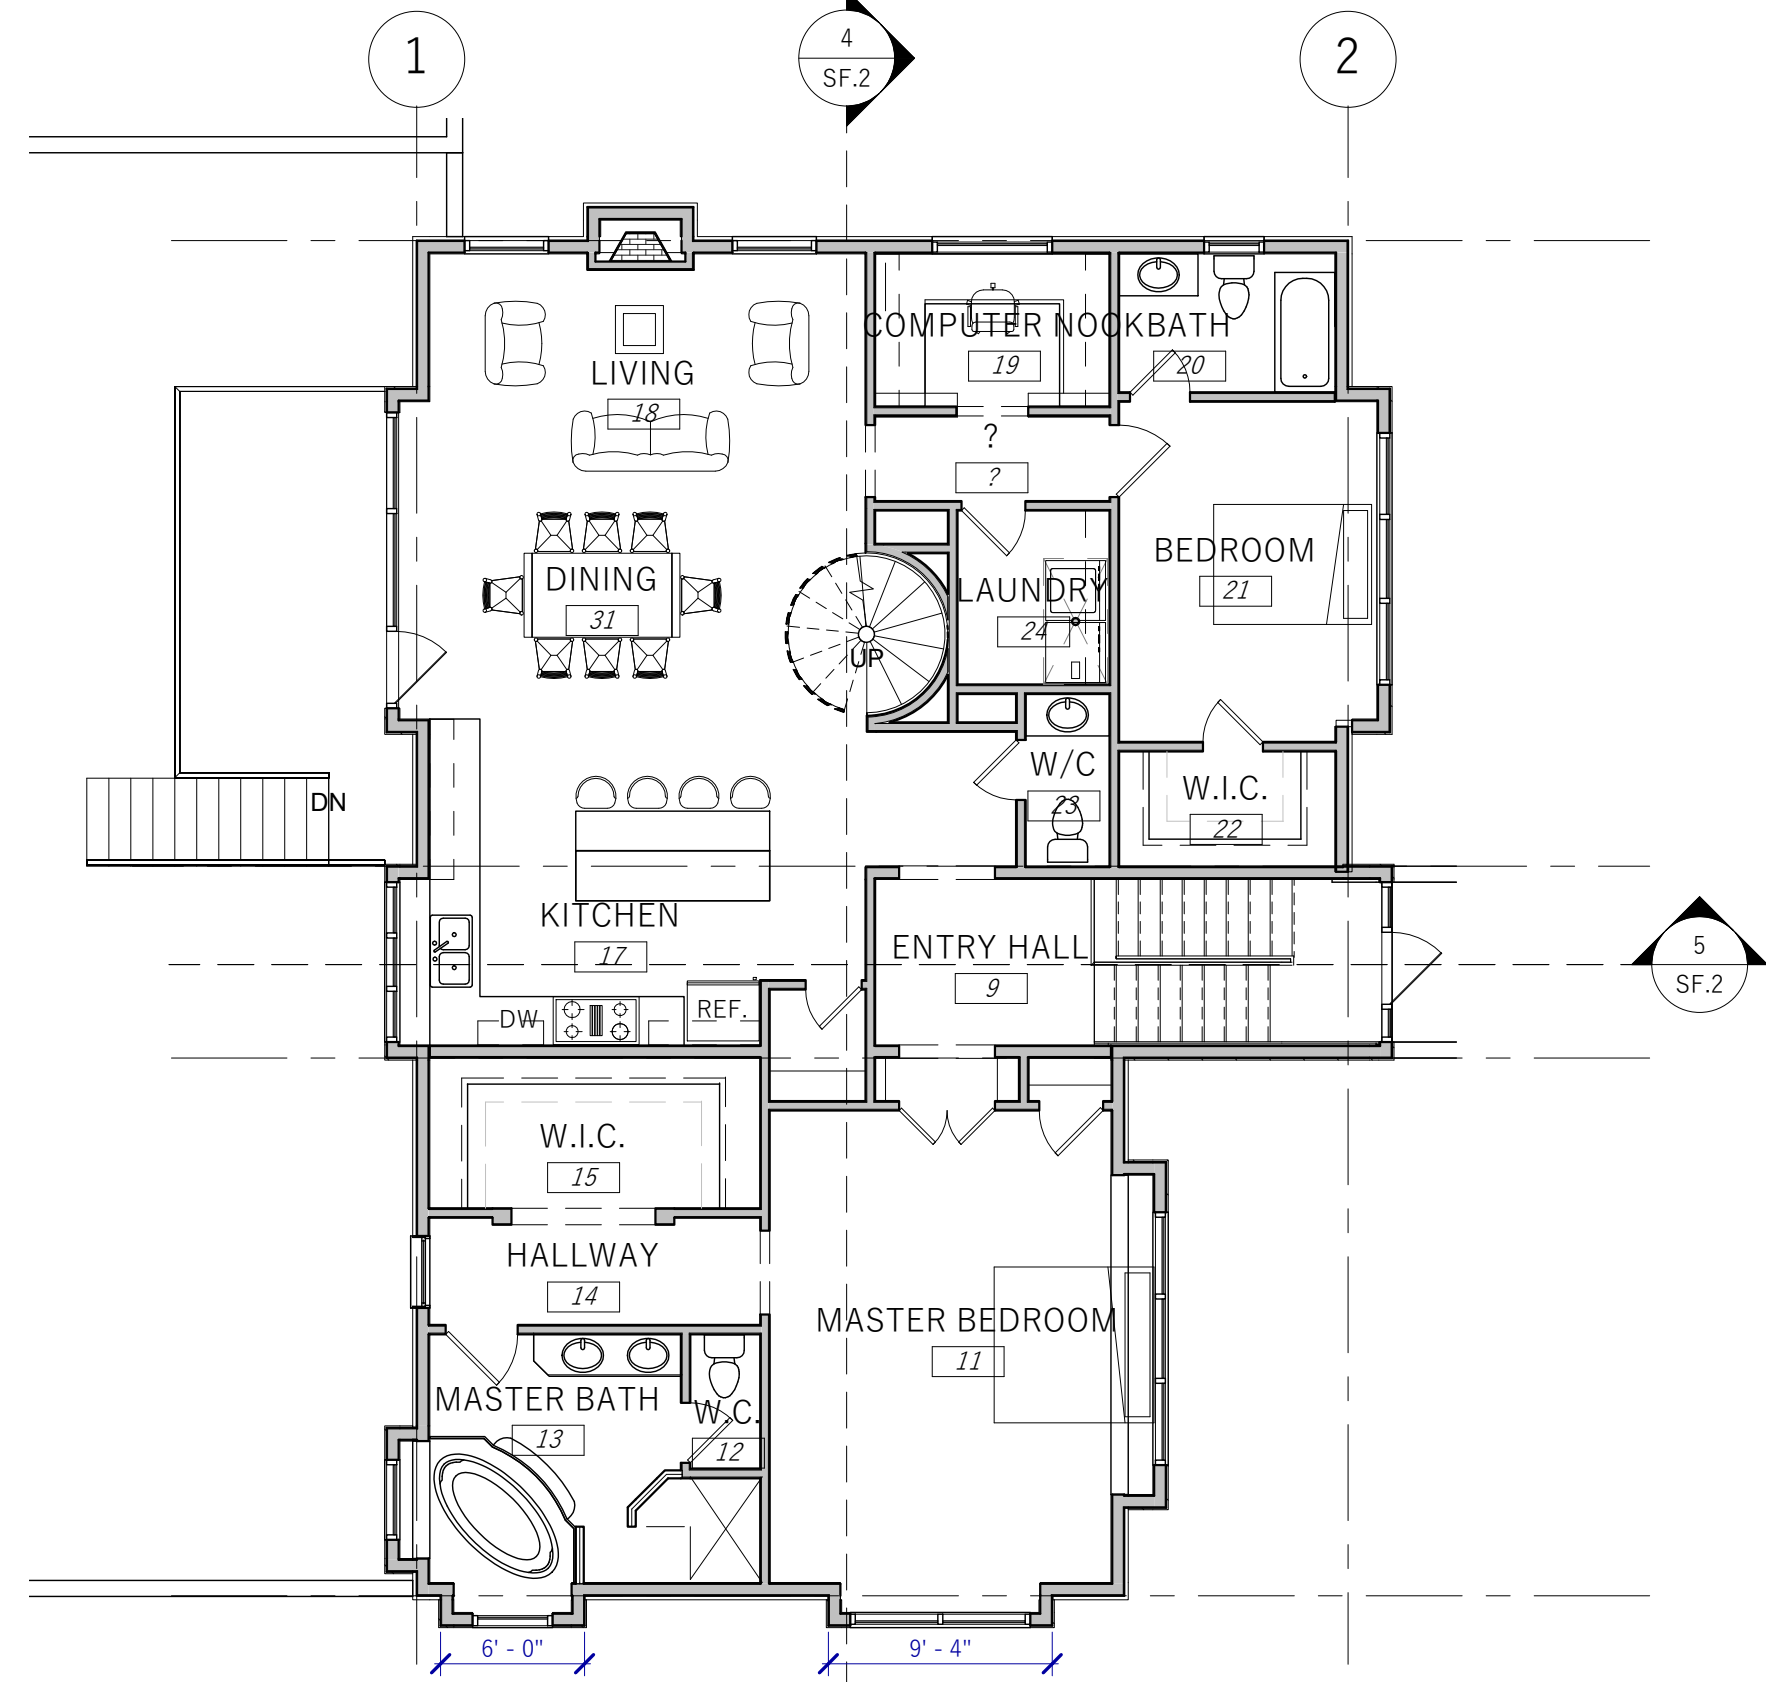 1
4
SF.2
2
COMPUTER NOOK
19
BATH
20
LIVING
18
?
?
BEDROOM
21
DINING
31
LAUNDRY
24
UP
W/C
23
W.I.C.
22
DN
KITCHEN
17
ENTRY HALL
9
5
SF.2
DW
REF.
W.I.C.
15
HALLWAY
14
MASTER BEDROOM
11
MASTER BATH
13
W.C.
12
6' - 0"
9' - 4"